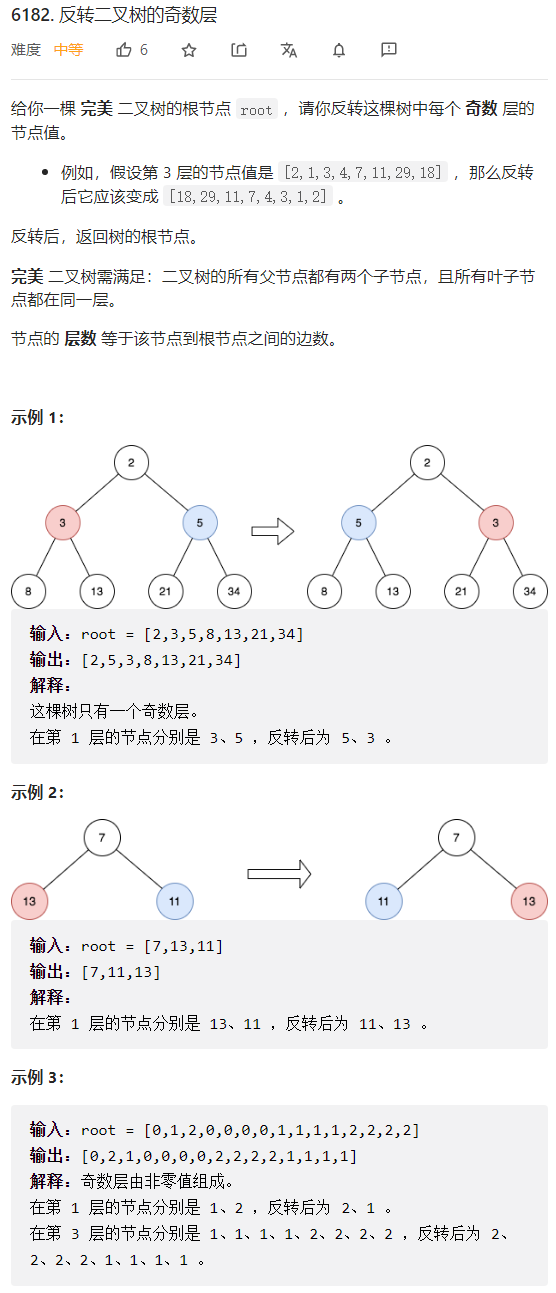 6182. 反转二叉树的奇数层
难度 中等 6
给你一棵 完美 二叉树的根节点 root ，请你反转这棵树中每个 奇数 层的
节点值。
• 例如，假设第 3 层的节点值是 [2,1,3,4,7,11,29,18] ，那么反转
后它应该变成 [18,29,11,7,4,3,1,2] 。
反转后，返回树的根节点。
完美 二叉树需满足：二叉树的所有父节点都有两个子节点，且所有叶子节
点都在同一层。
节点的 层数 等于该节点到根节点之间的边数。
示例 1：
2 2
3 5 5 3
8 13 21 34 8 13 21 34
输入：root = [2,3,5,8,13,21,34]
输出：[2,5,3,8,13,21,34]
解释：
这棵树只有一个奇数层。
在第 1 层的节点分别是 3、5 ，反转后为 5、3 。
示例 2：
7 7
13 11 11 13
输入：root = [7,13,11]
输出：[7,11,13]
解释：
在第 1 层的节点分别是 13、11 ，反转后为 11、13 。
示例 3：
输入：root = [0,1,2,0,0,0,0,1,1,1,1,2,2,2,2]
输出：[0,2,1,0,0,0,0,2,2,2,2,1,1,1,1]
解释：奇数层由非零值组成。
在第 1 层的节点分别是 1、2 ，反转后为 2、1 。
在第 3 层的节点分别是 1、1、1、1、2、2、2、2 ，反转后为 2、
2、2、2、1、1、1、1 。